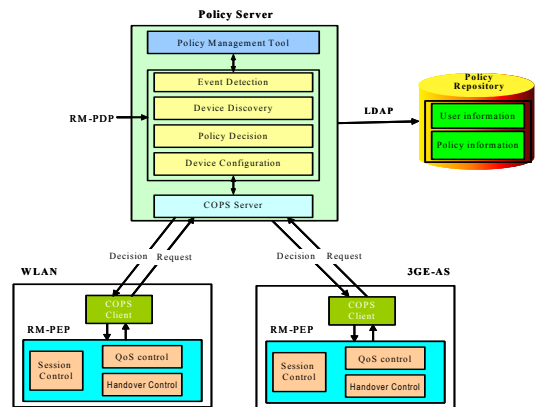 Policy Server
Policy Management Tool
Event Detection
Device Discovery
Policy Decision
Device Configuration
COPS Server
RM-PDP
LDAP
Policy
Repository
User information
Policy information
Decision
Request
Decision
Request
WLAN
COPS
Client
RM-PEP
Session
Control
QoS control
Handover Control
3GE-AS
COPS
Client
RM-PEP
Session
Control
QoS control
Handover Control